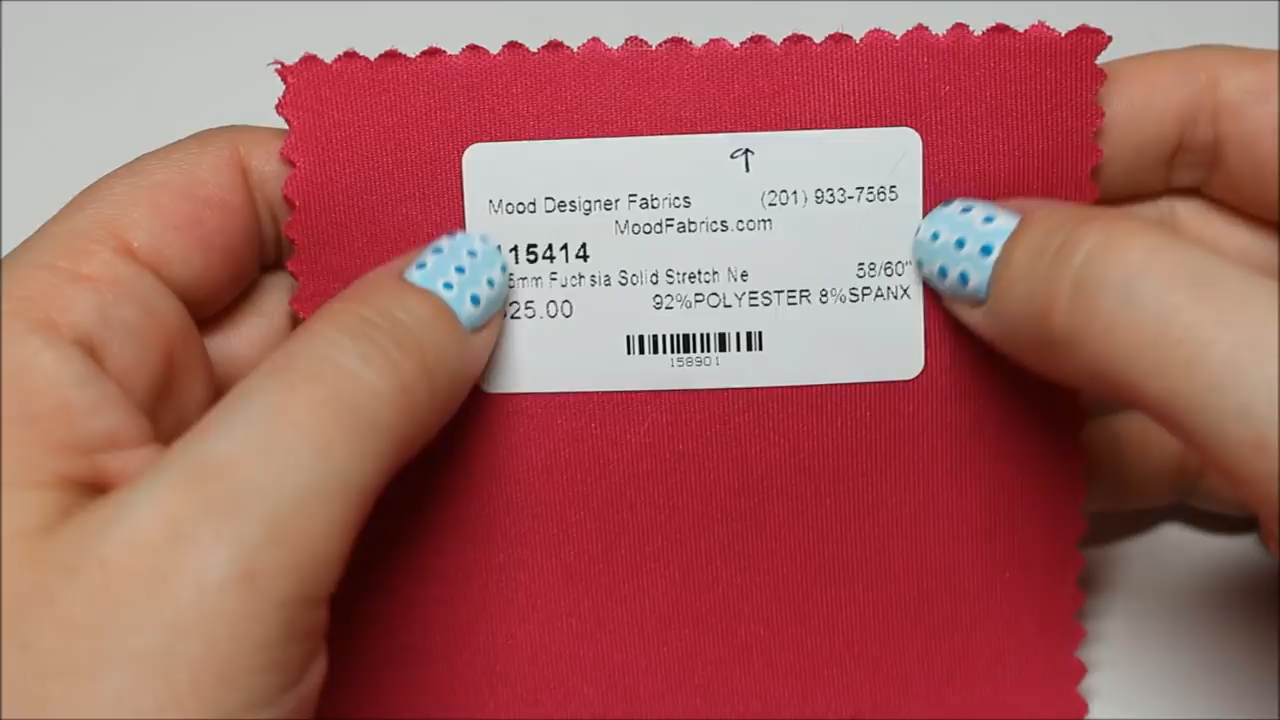 9
Mood Designer Fabrics (201) 933-7565
MoodFabrics.com
15414
5mm Fuchsia Solid Stretch Ne 58/60"
25.00 92%POLYESTER 8%SPANX
158901